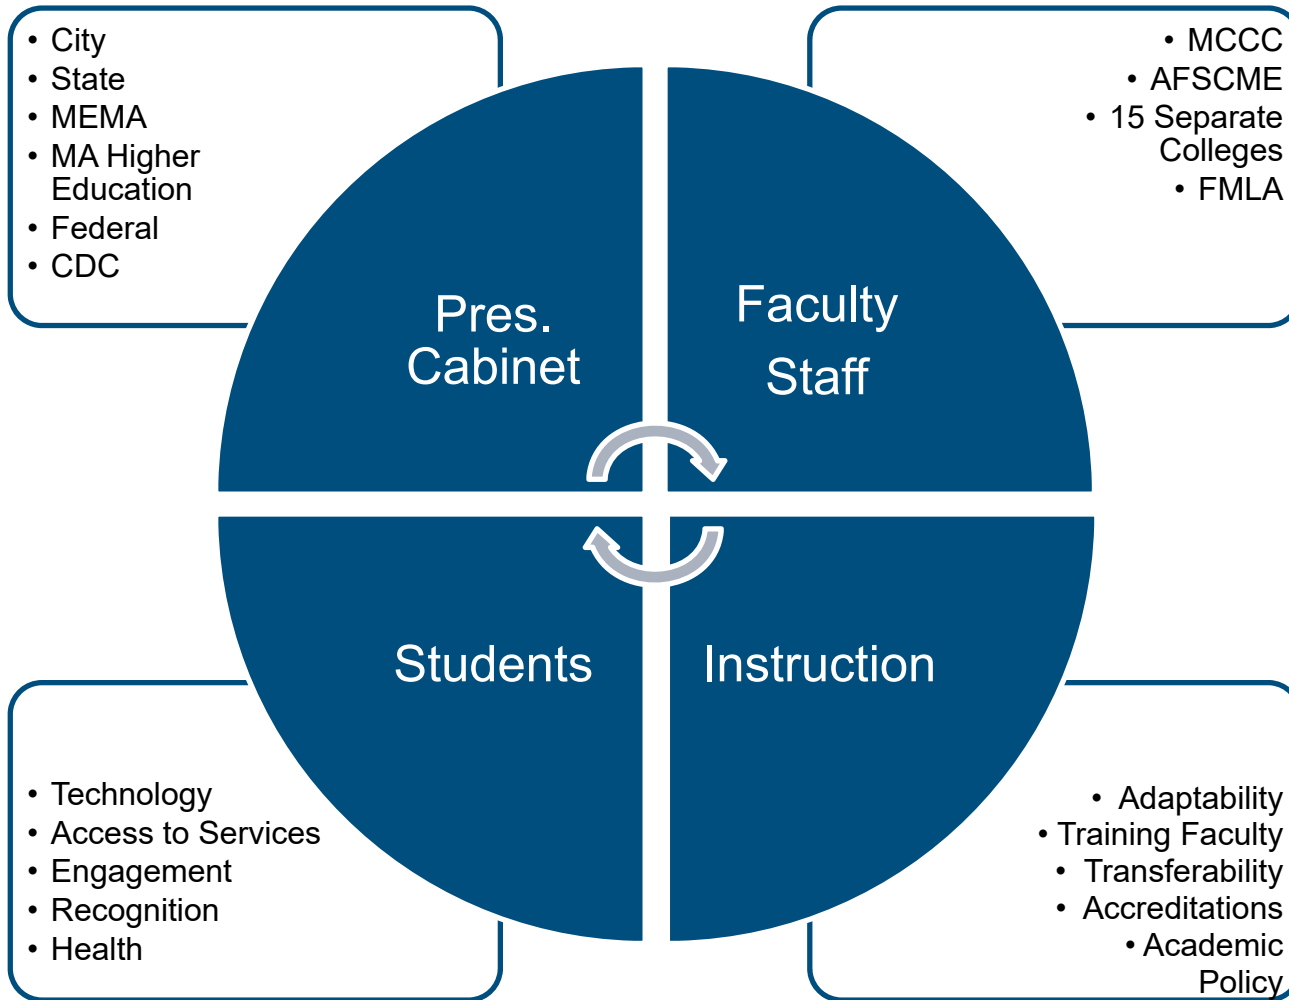 • City
• State
• MEMA
• MA Higher
Education
• Federal
• CDC
• MCCC
• AFSCME
• 15 Separate
Colleges
• FMLA
Pres.
Cabinet
Faculty
Staff
Students
Instruction
• Technology
• Access to Services
• Engagement
• Recognition
• Health
• Adaptability
• Training Faculty
• Transferability
• Accreditations
• Academic
Policy